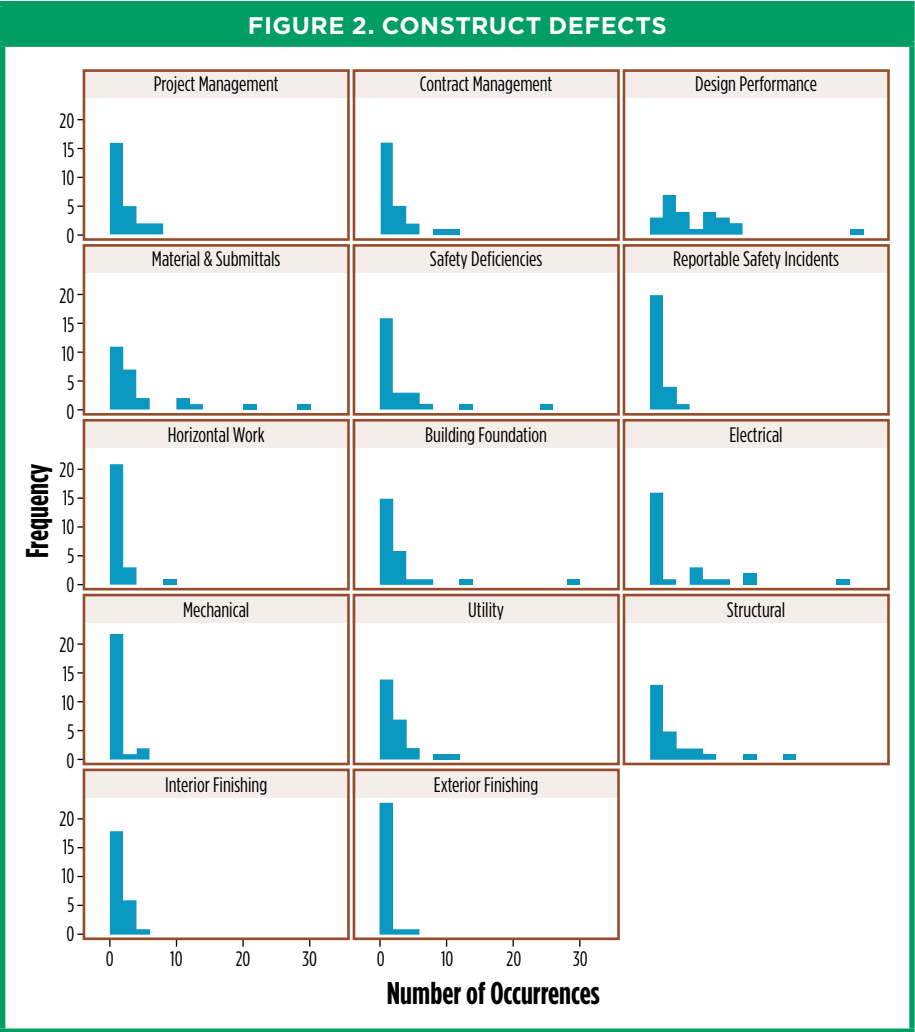 FIGURE 2. CONSTRUCT DEFECTS
Project Management
Contract Management
Design Performance
20
15
10
5
0
Material & Submittals
Safety Deficiencies
Reportable Safety Incidents
20
15
10
5
0
Horizontal Work
Building Foundation
Electrical
20
15
10
5
0
Frequency
Mechanical
Utility
Structural
20
15
10
5
0
Interior Finishing
Exterior Finishing
20
15
10
5
0
0 10 20 30
0 10 20 30
Number of Occurrences